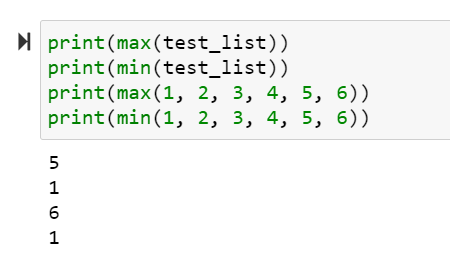 print(max(test_list))
print(min(test_list))
print(max(1, 2, 3, 4, 5, 6))
print(min(1, 2, 3, 4, 5, 6))
5
1
6
1